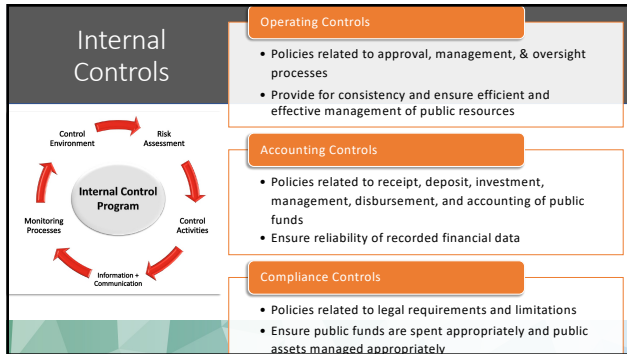 Internal
Controls
Control
Environment
Risk
Assessment
Internal Control
Program
Monitoring
Processes
Control
Activities
Information +
Communication
Operating Controls
• Policies related to approval, management, & oversight
processes
• Provide for consistency and ensure efficient and
effective management of public resources
Accounting Controls
• Policies related to receipt, deposit, investment,
management, disbursement, and accounting of public
funds
• Ensure reliability of recorded financial data
Compliance Controls
• Policies related to legal requirements and limitations
• Ensure public funds are spent appropriately and public
assets managed appropriately